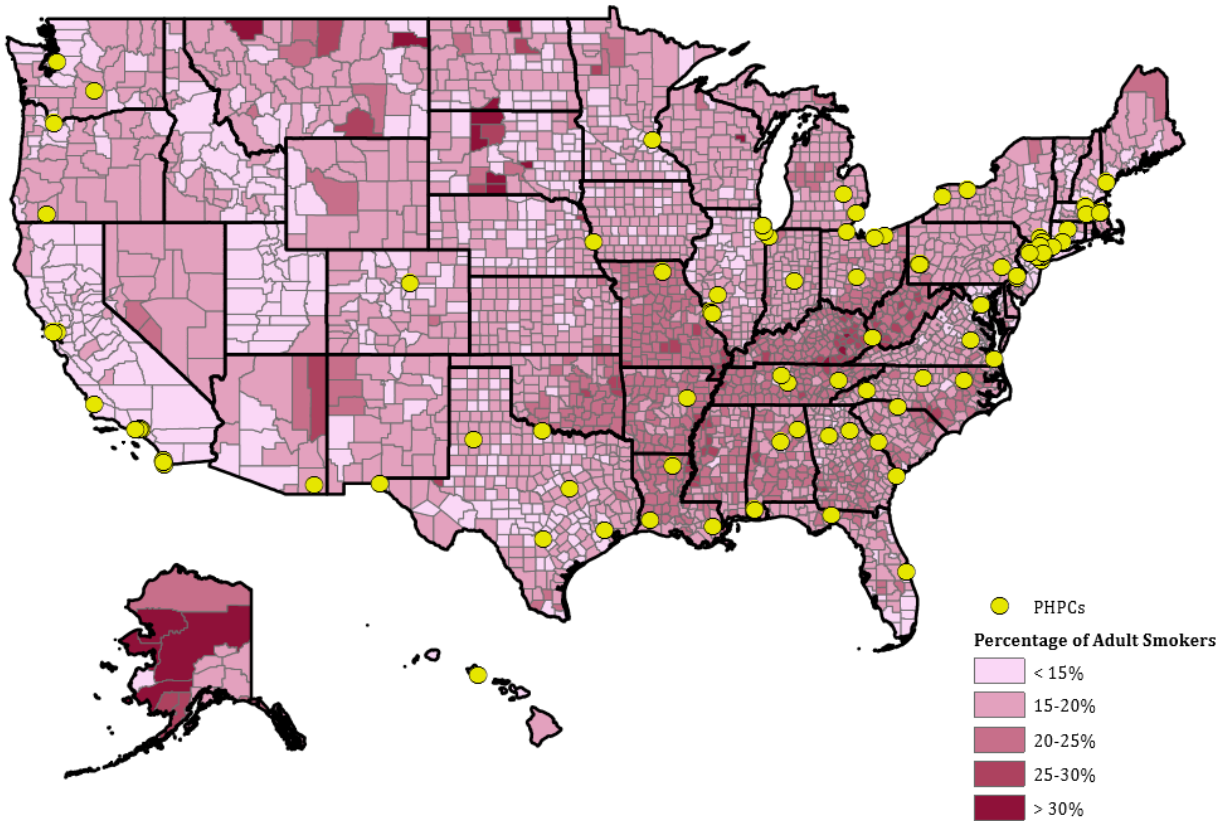 PHPCs
Percentage of Adult Smokers
< 15%
15-20%
20-25%
25-30%
> 30%